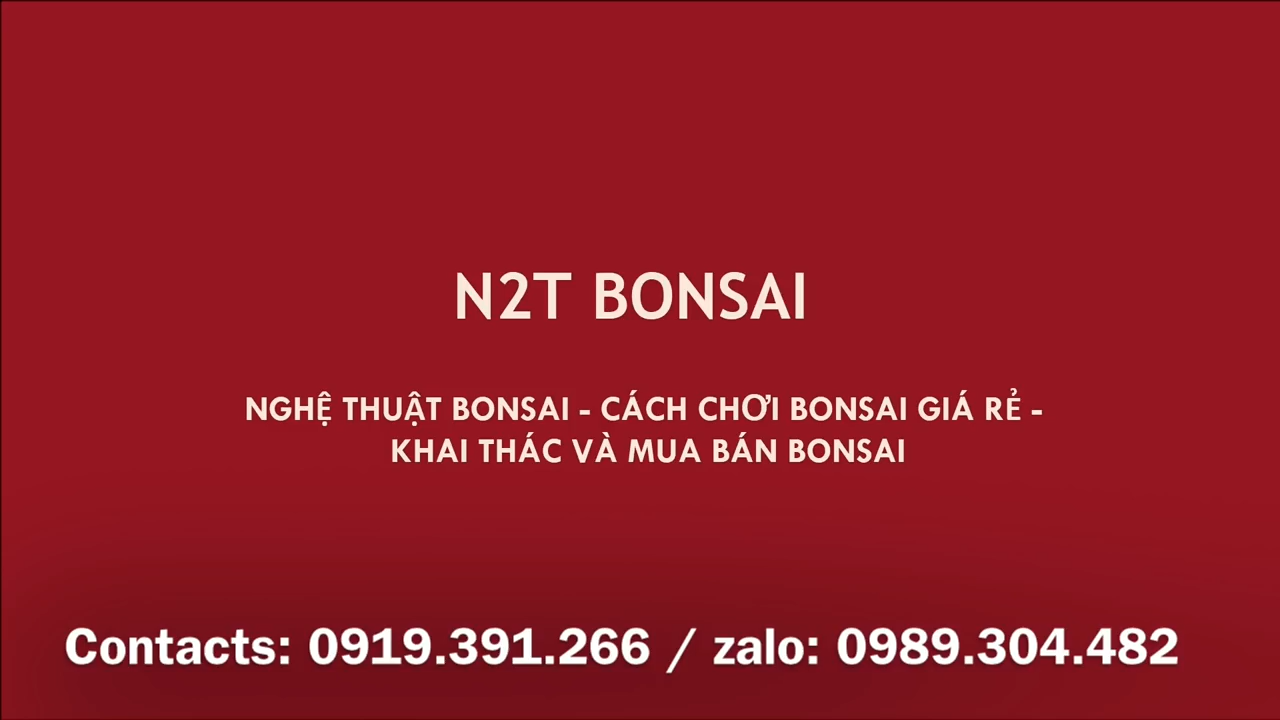 N2T BONSAI
NGHỆ THUẬT BONSAI - CÁCH CHƠI BONSAI GIÁ RẺ -
KHAI THÁC VÀ MUA BÁN BONSAI
Contacts: 0919.391.266 / zalo: 0989.304.482